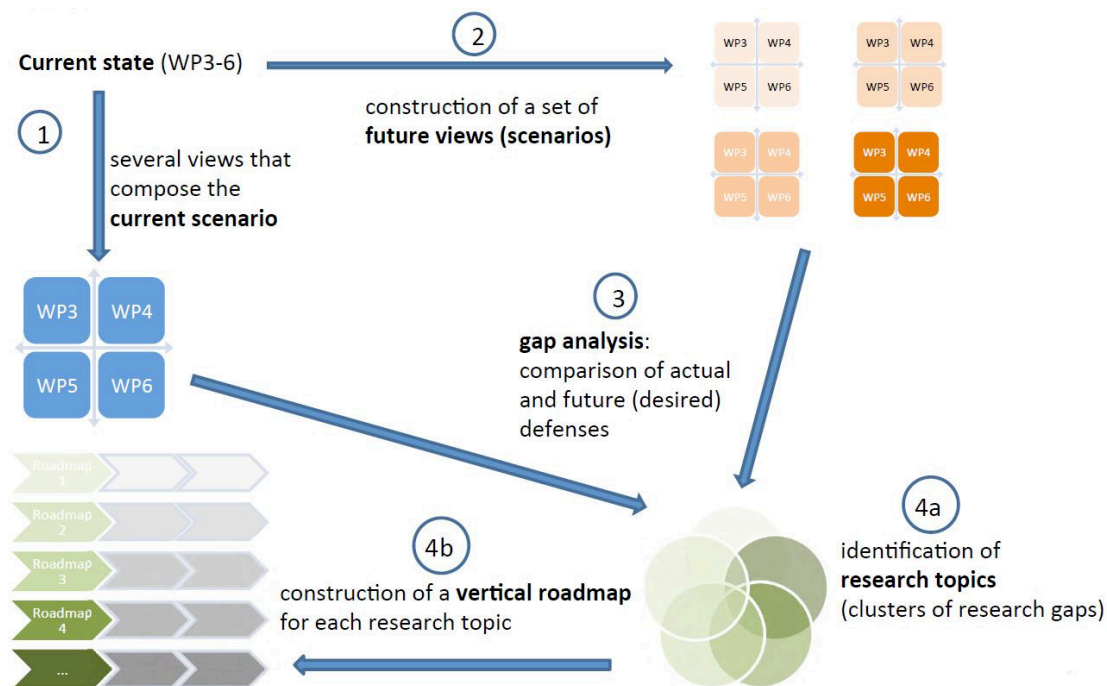 2
Current state (WP3-6)
WP3 WP4
WP5 WP6
WP3 WP4
WP5 WP6
construction of a set of
future views (scenarios)
1
several views that
compose the
current scenario
WP3 WP4
WP5 WP6
WP3 WP4
WP5 WP6
WP3 WP4
WP5 WP6
3
gap analysis:
comparison of actual
and future (desired)
defenses
Roadmap
1
Roadmap
2
Roadmap
3
Roadmap
4
...
4b
construction of a vertical roadmap
for each research topic
4a
identification of
research topics
(clusters of research gaps)